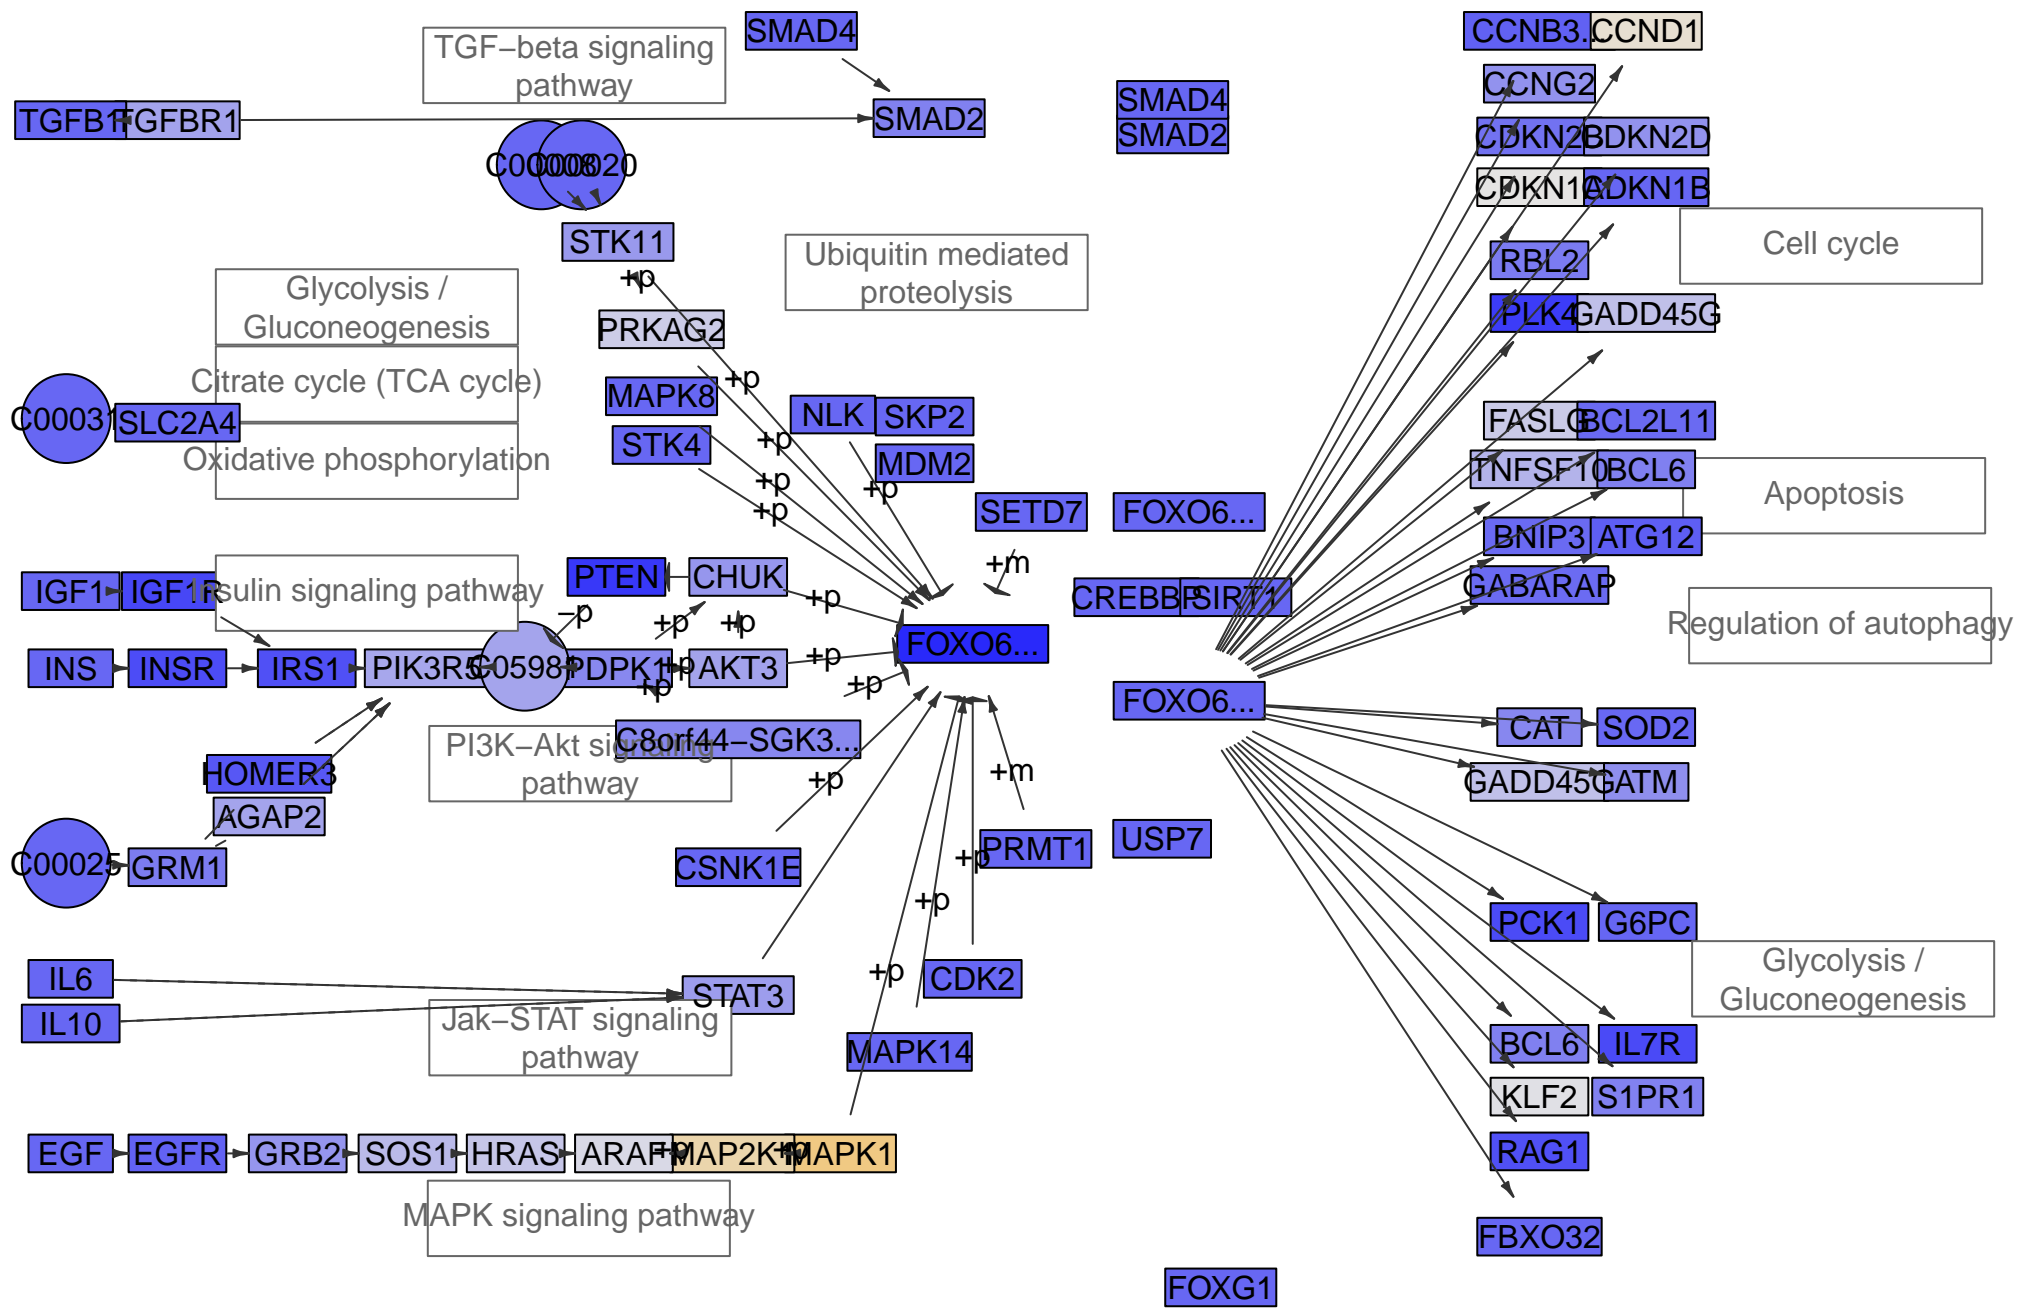 SMAD4
CCNB3...
CCND1
TGF−beta signaling
pathway
CCNG2
SMAD4
TGFB1
TGFBR1
SMAD2
SMAD2
CDKN2B
CDKN2D
C00020
STK11
CDKN1A
CDKN1B
Ubiquitin mediated
proteolysis
Cell cycle
RBL2
+p
Glycolysis /
Gluconeogenesis
PRKAG2
PLK4
GADD45G
Citrate cycle (TCA cycle)
+p
MAPK8
NLK
SKP2
C00031
SLC2A4
FASLG
BCL2L11
STK4
+p
Oxidative phosphorylation
MDM2
TNFSF10
BCL6
+p
+p
Apoptosis
+p
SETD7
FOXO6...
BNIP3
ATG12
+m
IGF1
IGF1R
Insulin signaling pathway
PTEN
CHUK
+p
CREBBP
SIRT1
GABARAP
−p
+p
+p
Regulation of autophagy
FOXO6...
INS
INSR
IRS1
PIK3R5
C05981
PDPK1
+p
AKT3
+p
+p
+p
FOXO6...
PI3K−Akt signaling
pathway
C8orf44−SGK3...
CAT
SOD2
HOMER3
+p
+m
GADD45G
ATM
AGAP2
C00025
GRM1
CSNK1E
+p
PRMT1
USP7
+p
PCK1
G6PC
IL6
+p
CDK2
Glycolysis /
Gluconeogenesis
STAT3
IL10
Jak−STAT signaling
pathway
MAPK14
BCL6
IL7R
KLF2
S1PR1
EGF
EGFR
GRB2
SOS1
HRAS
ARAF
+p
MAP2K1
+p
MAPK1
RAG1
MAPK signaling pathway
FBXO32
FOXG1